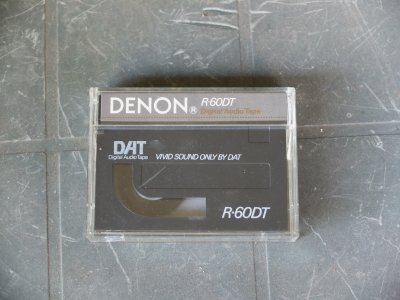 DENON® R-60DT
Digital Audio Tape
DAT
Digital Audio Tape
VIVID SOUND ONLY BY DAT
R-60DT